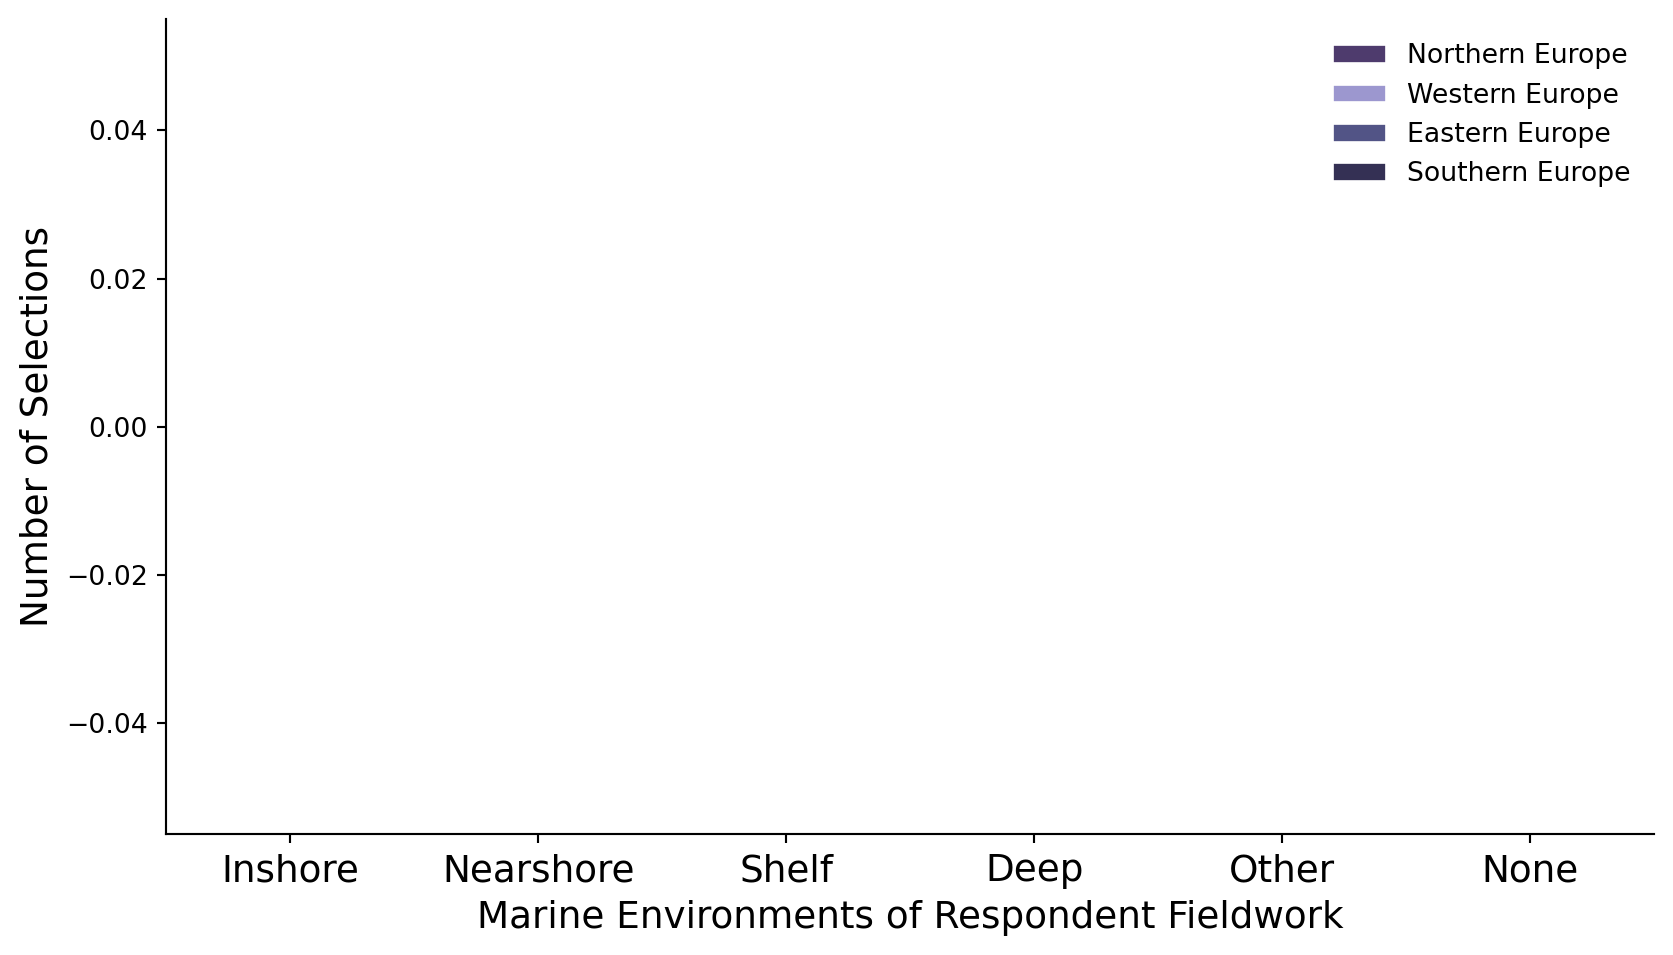 Northern Europe
Western Europe
Eastern Europe
Southern Europe
Number of Selections
0.04
0.02
0.00
−0.02
−0.04
Inshore Nearshore Shelf Deep Other None
Marine Environments of Respondent Fieldwork